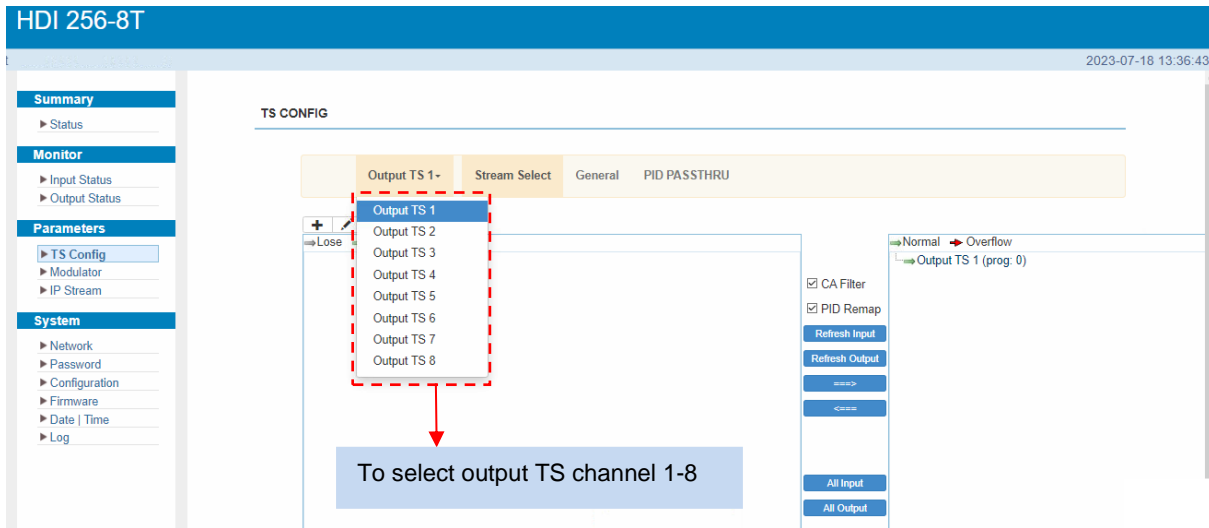 HDI 256-8T
2023-07-18 13:36:43
Summary
Status
Monitor
Input Status
Output Status
Parameters
TS Config
Modulator
IP Stream
System
Network
Password
Configuration
Firmware
Date | Time
Log
TS CONFIG
Output TS 1 Stream Select General PID PASSTHRU
Output TS 1
Output TS 2
Output TS 3
Output TS 4
Output TS 5
Output TS 6
Output TS 7
Output TS 8
Lose
To select output TS channel 1-8
CA Filter
PID Remap
Refresh Input
Refresh Output
===>
<===
All Input
All Output
Normal Overflow
Output TS 1 (prog: 0)